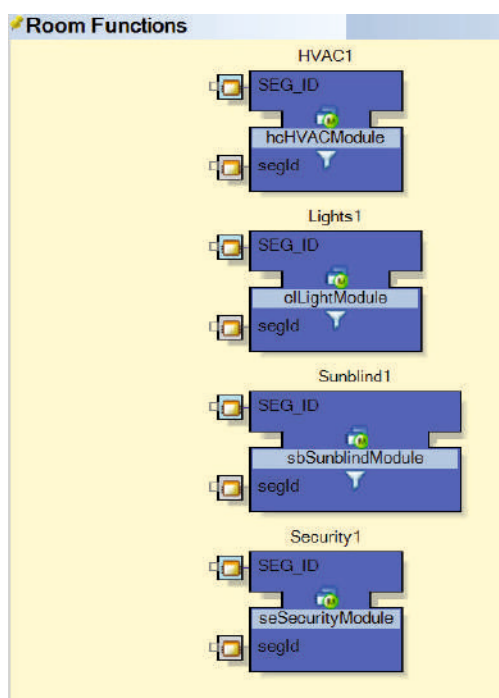 Room Functions
HVAC1
SEG_ID
hcHVACModule
segId
Lights1
SEG_ID
clLightModule
segId
Sunblind1
SEG_ID
sbSunblindModule
segId
Security1
SEG_ID
seSecurityModule
segId